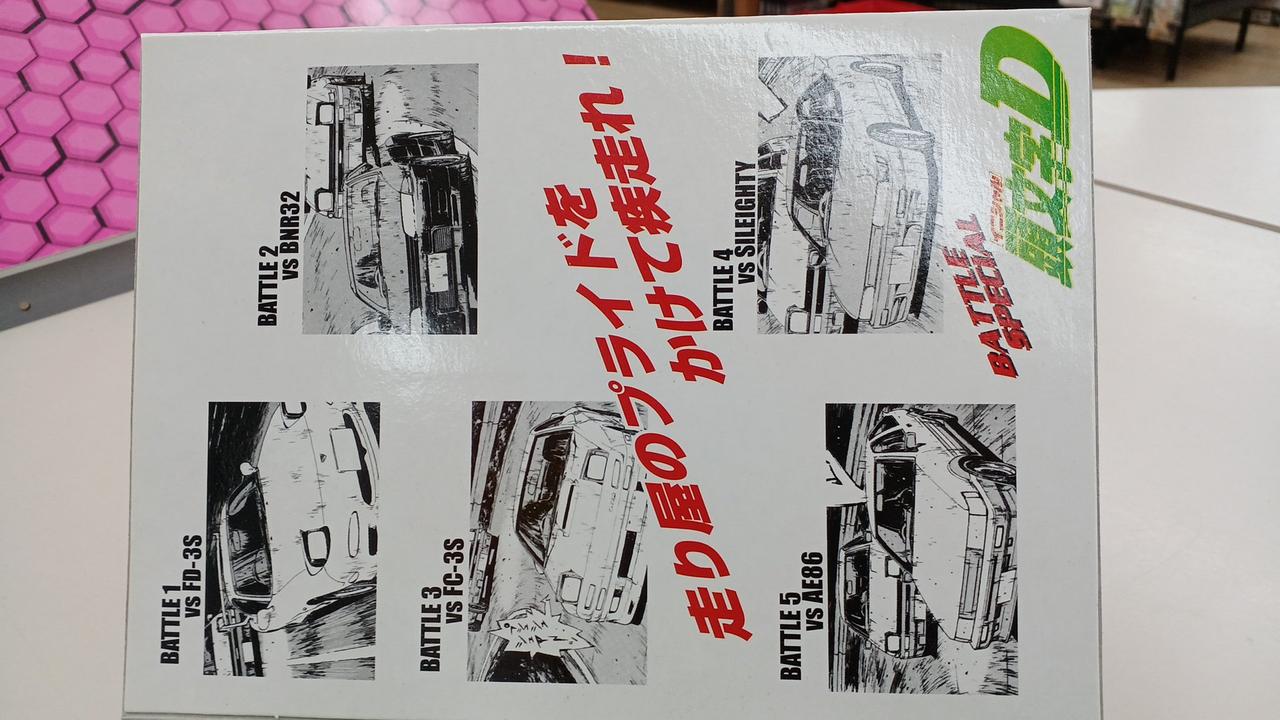 BATTLE 1
vs FD-3S
BATTLE 2
vs BNR32
BATTLE 3
vs FC-3S
走り屋のプライドを
かけて疾走れ！
BATTLE 4
vs SILEIGHTY
BATTLE 5
vs AE86
BATTLE
SPECIAL
イニシャル
頭文字D